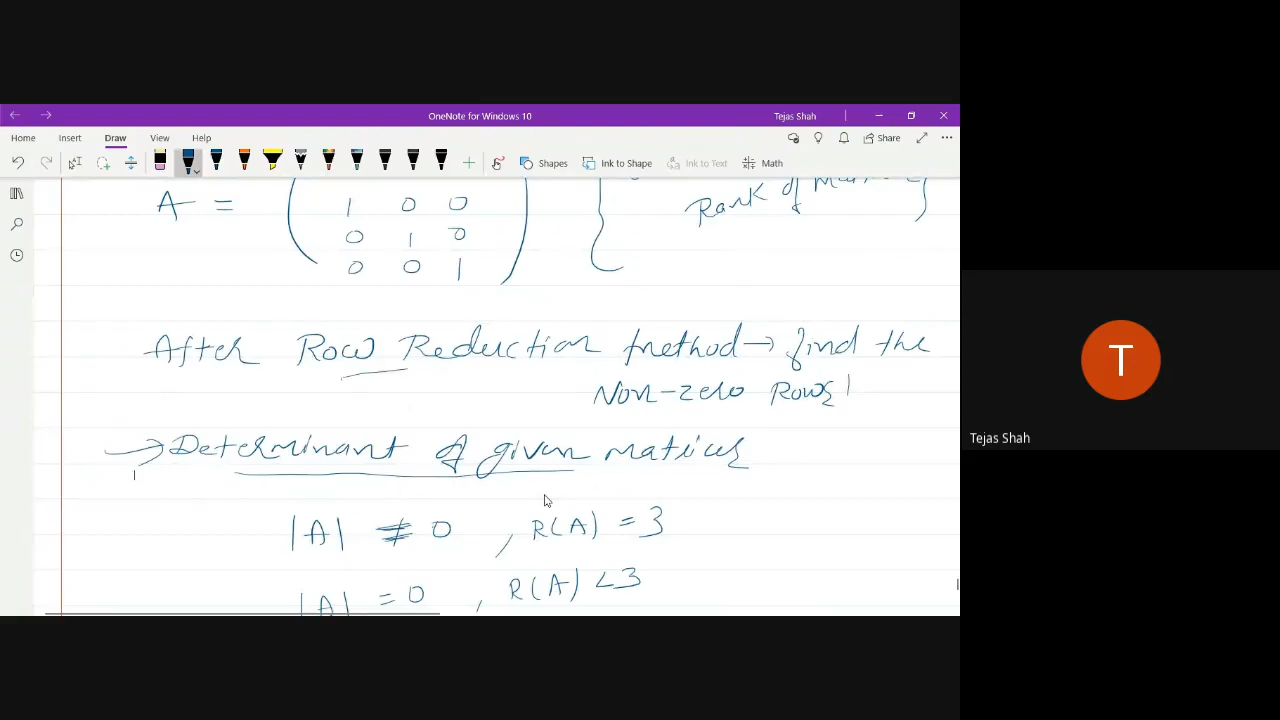 OneNote for Windows 10
Tejas Shah
Home Insert Draw View Help
Share
Shapes Ink to Shape Ink to Text Math
A = 1 0 0
0 1 0
0 0 1
Rank of
After Row Reduction method → find the
Non-zero Rows
→ Determinant of given matices
|A| ≠ 0 , R(A) = 3
|A| = 0 , R(A) < 3
T
Tejas Shah